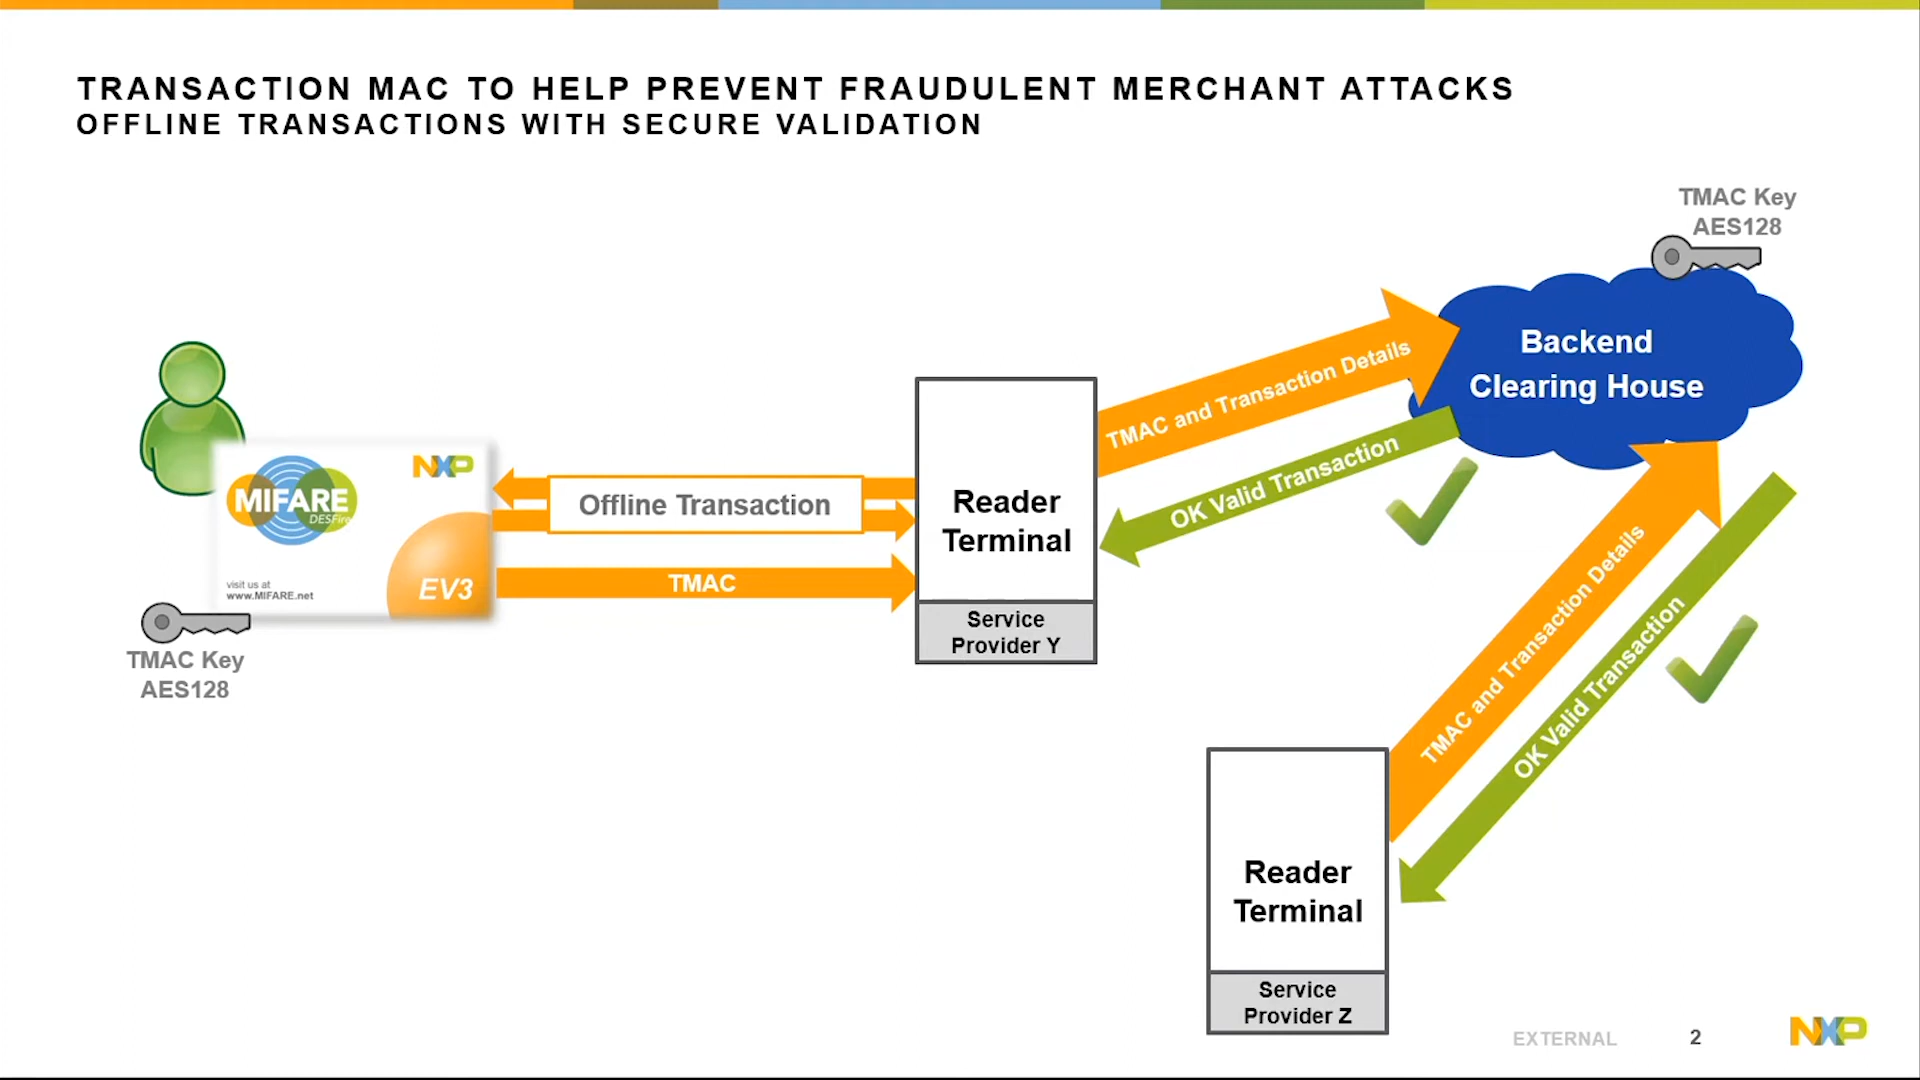 TRANSACTION MAC TO HELP PREVENT FRAUDULENT MERCHANT ATTACKS
OFFLINE TRANSACTIONS WITH SECURE VALIDATION
TMAC Key
AES128
Backend
Clearing House
TMAC and Transaction Details
OK Valid Transaction
NXP
MIFARE
DESFire
EV3
visit us at
www.MIFARE.net
TMAC Key
AES128
Offline Transaction
TMAC
Reader
Terminal
Service
Provider Y
TMAC and Transaction Details
OK Valid Transaction
Reader
Terminal
Service
Provider Z
EXTERNAL
2
NXP